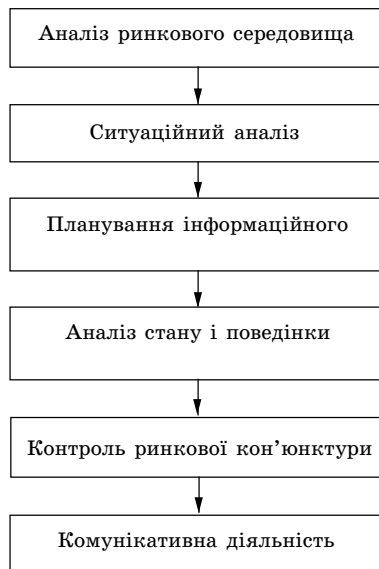 Аналіз ринкового середовища
Ситуаційний аналіз
Планування інформаційного
Аналіз стану і поведінки
Контроль ринкової кон’юнктури
Комунікативна діяльність